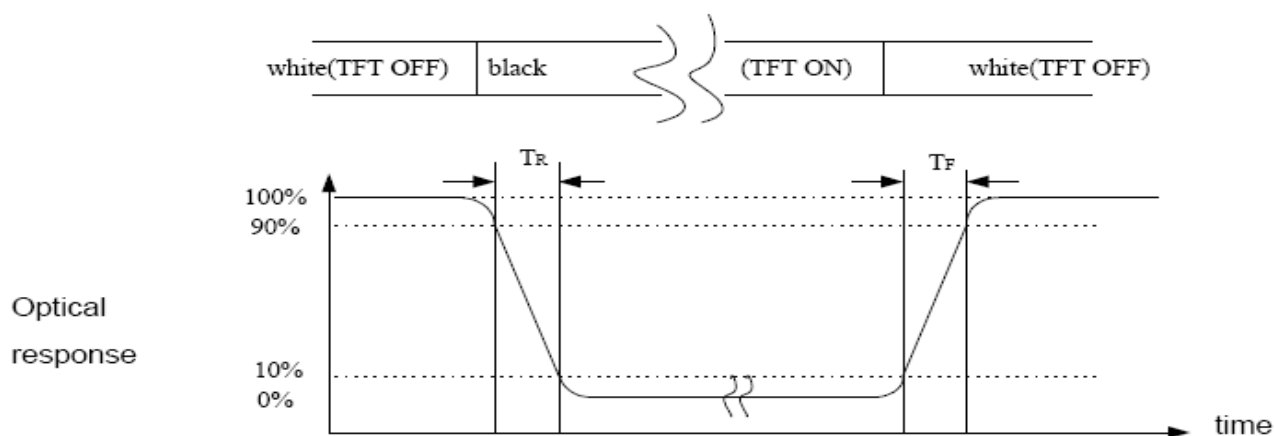 white(TFT OFF) black (TFT ON) white(TFT OFF)
TR TF
100%
90%
Optical
response
10%
0%
time